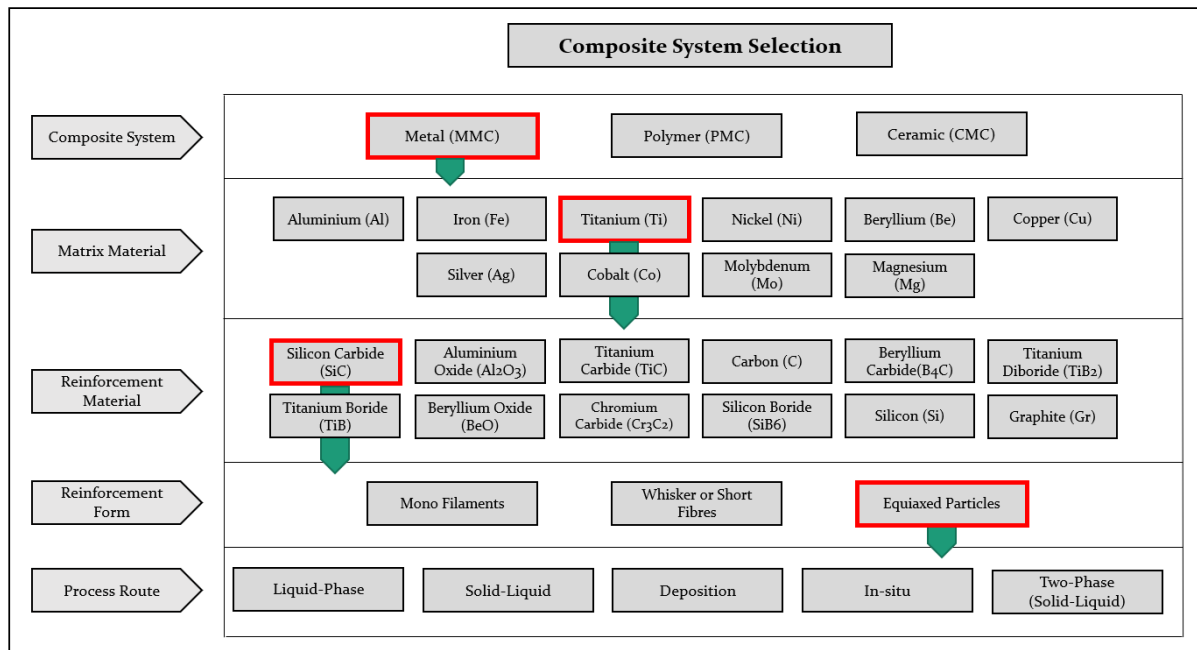 Composite System Selection
Composite System
Metal (MMC)
Polymer (PMC)
Ceramic (CMC)
Matrix Material
Aluminium (Al)
Iron (Fe)
Titanium (Ti)
Nickel (Ni)
Beryllium (Be)
Copper (Cu)
Silver (Ag)
Cobalt (Co)
Molybdenum
(Mo)
Magnesium
(Mg)
Reinforcement
Material
Silicon Carbide
(SiC)
Aluminium
Oxide (Al2O3)
Titanium
Carbide (TiC)
Carbon (C)
Beryllium
Carbide(B4C)
Titanium
Diboride (TiB2)
Titanium Boride
(TiB)
Beryllium Oxide
(BeO)
Chromium
Carbide (Cr3C2)
Silicon Boride
(SiB6)
Silicon (Si)
Graphite (Gr)
Reinforcement
Form
Mono Filaments
Whisker or Short
Fibres
Equiaxed Particles
Process Route
Liquid-Phase
Solid-Liquid
Deposition
In-situ
Two-Phase
(Solid-Liquid)